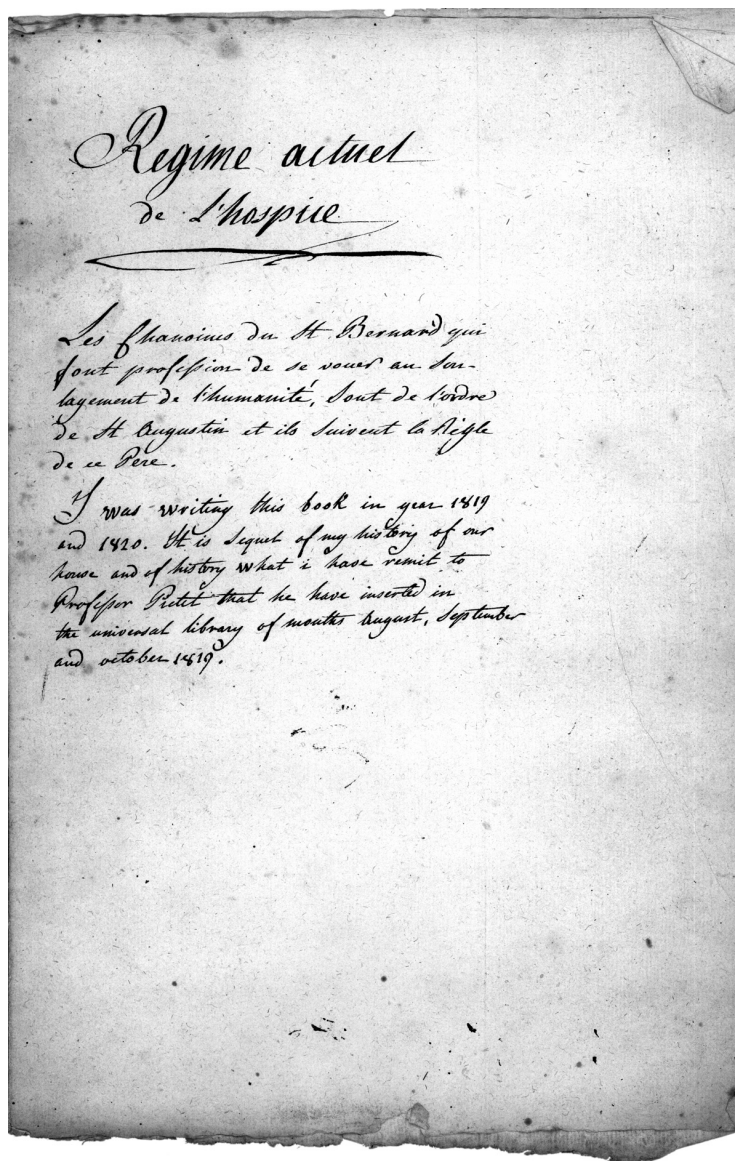 Regime actuel
de L'hospice
Les Chanoines du St Bernard qui
font profession de se vouer au sou-
lagement de l'humanité, sont de l'ordre
de St Augustin et ils suivent la Règle
de ce Pere.
I was writing this book in year 1819
and 1820. It is sequel of my history of our
house and of history what i have remit to
Professor Pictet that he have inserted in
the universal library of months August, September
and october 1819.